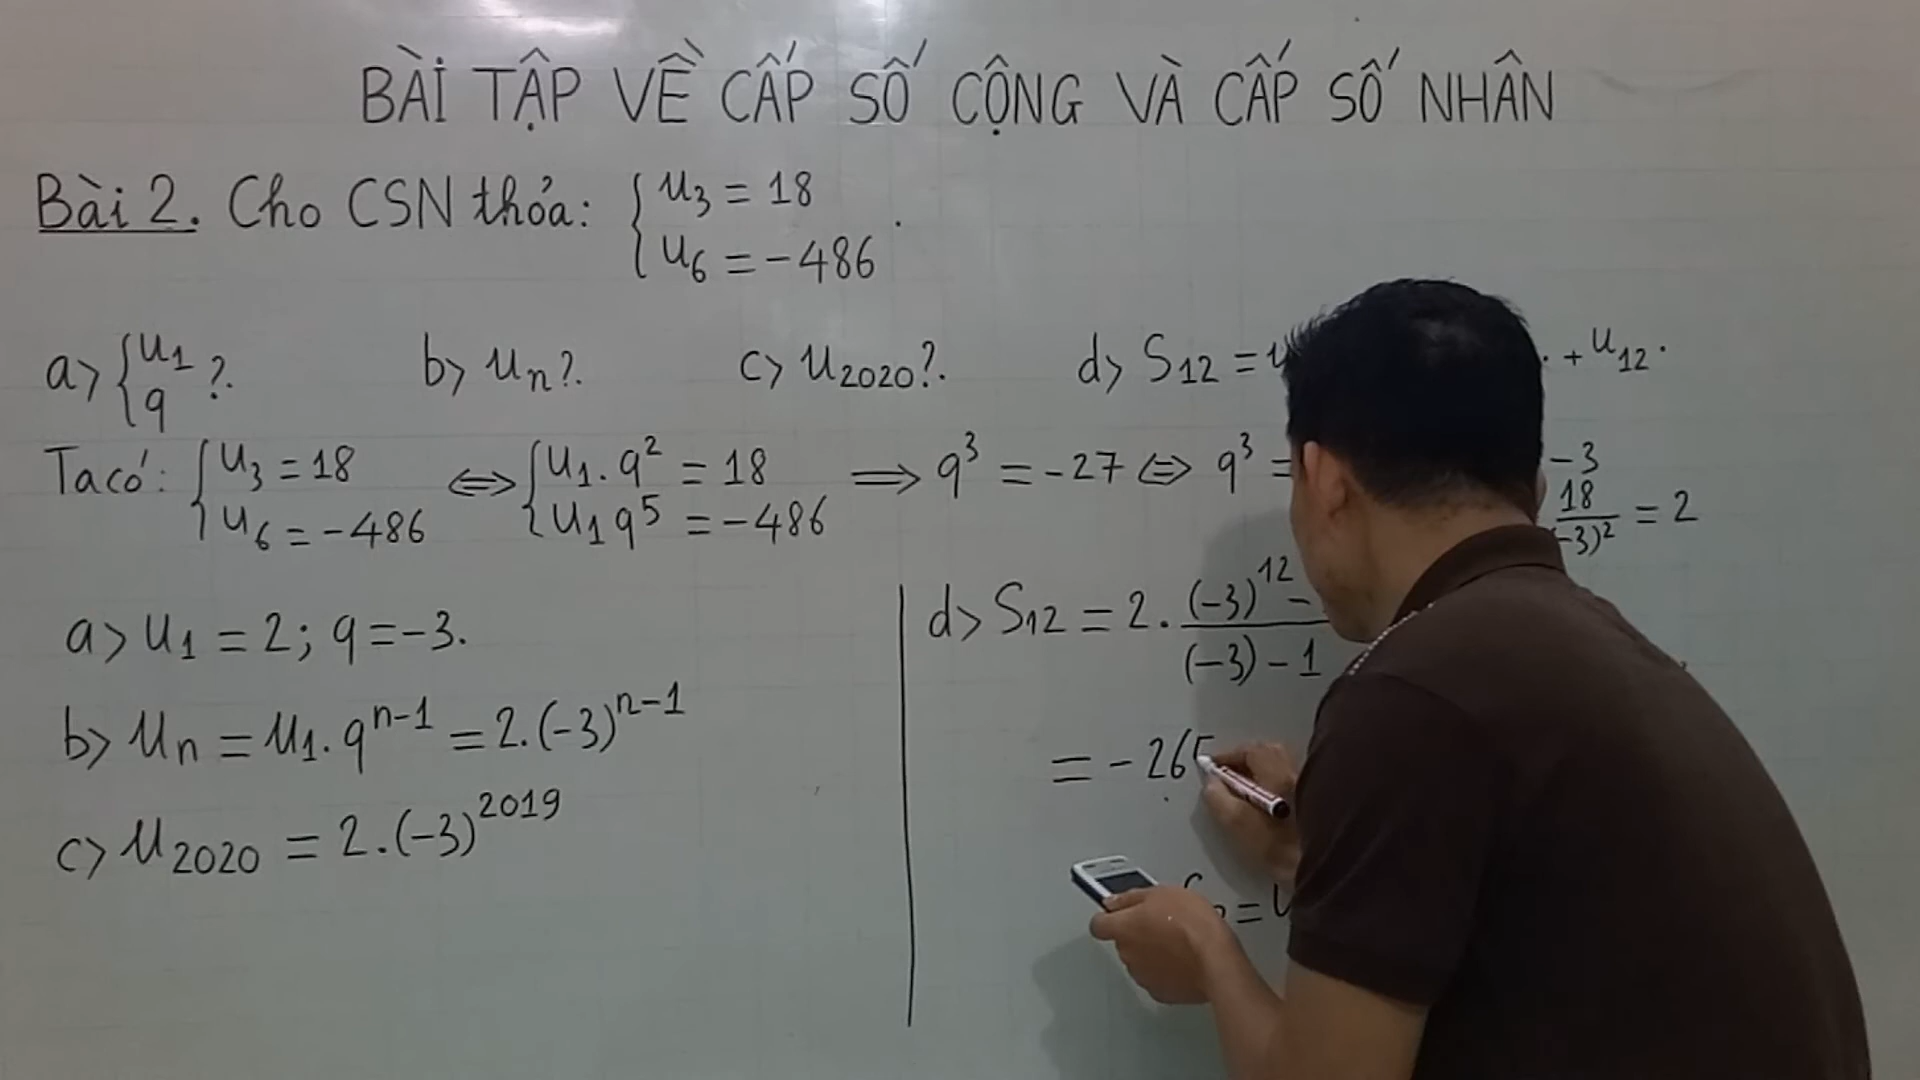 BÀI TẬP VỀ CẤP SỐ CỘNG VÀ CẤP SỐ NHÂN
Bài 2. Cho CSN thỏa: { u₃ = 18
u₆ = -486 .
a> { u₁
q ?.
b> uₙ ?.
c> u₂₀₂₀ ?.
d> S₁₂ = u + u₁₂ .
Ta có: { u₃ = 18
u₆ = -486
⇔ { u₁ . q² = 18
u₁ q⁵ = -486
⟹ q³ = -27 ⇔ q³ = -3
18/(-3)² = 2
a> u₁ = 2; q = -3.
b> uₙ = u₁ . qⁿ⁻¹ = 2. (-3)ⁿ⁻¹
c> u₂₀₂₀ = 2. (-3)²⁰¹⁹
d> S₁₂ = 2. (-3)¹² -
(-3) - 1
= - 265
= u